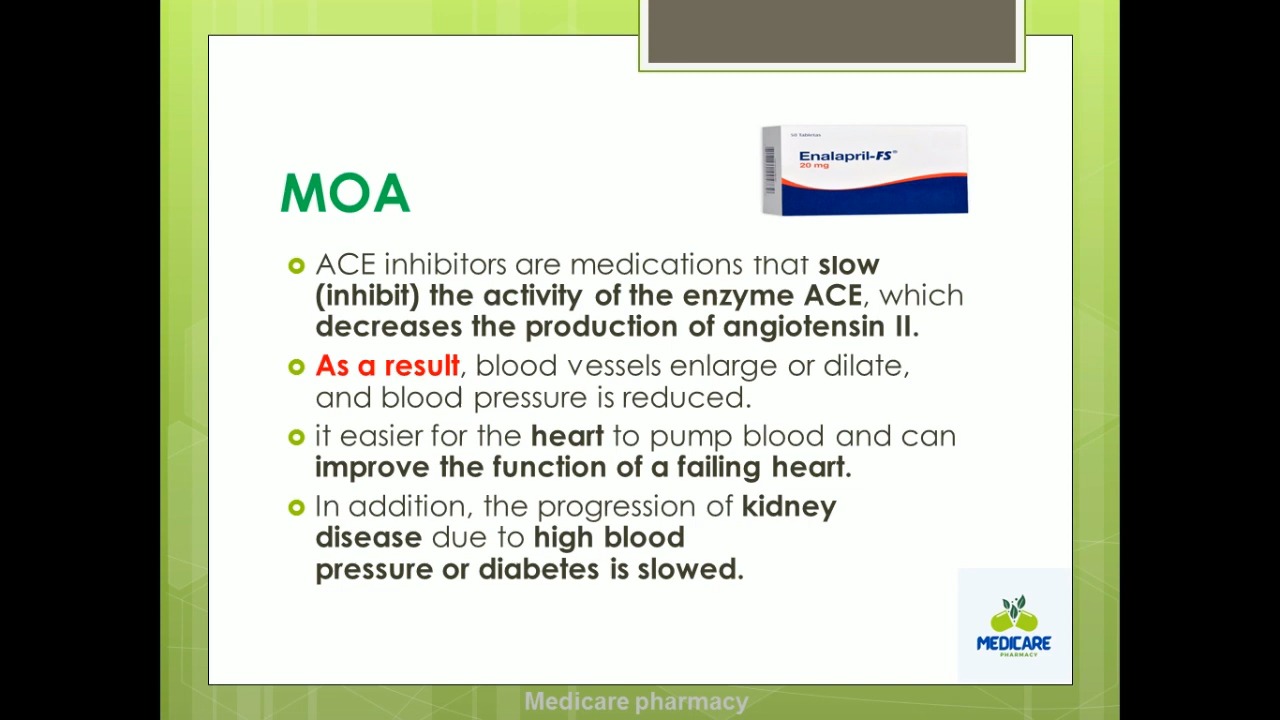 50 Tabletas
Enalapril-FS®
20 mg
MOA
ACE inhibitors are medications that slow
(inhibit) the activity of the enzyme ACE, which
decreases the production of angiotensin II.
As a result, blood vessels enlarge or dilate,
and blood pressure is reduced.
it easier for the heart to pump blood and can
improve the function of a failing heart.
In addition, the progression of kidney
disease due to high blood
pressure or diabetes is slowed.
MEDICARE
PHARMACY
Medicare pharmacy